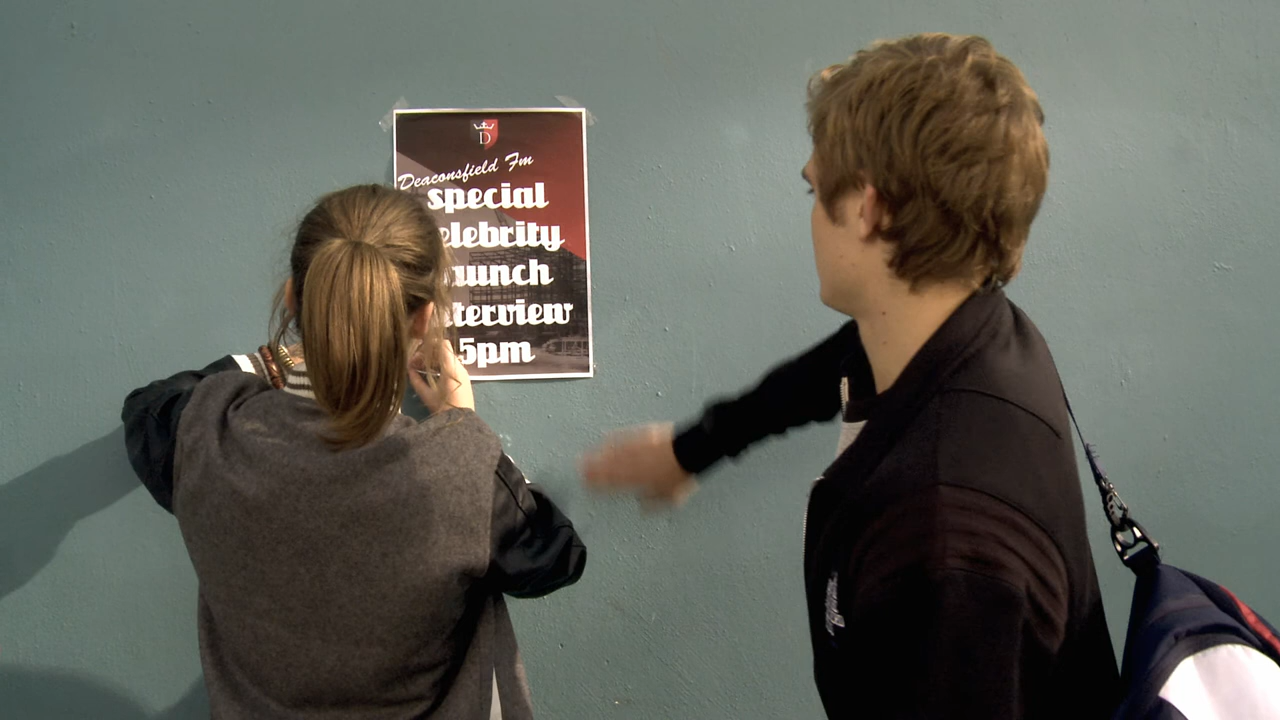 D
Deaconsfield Fm
special
elebrity
aunch
terview
5pm